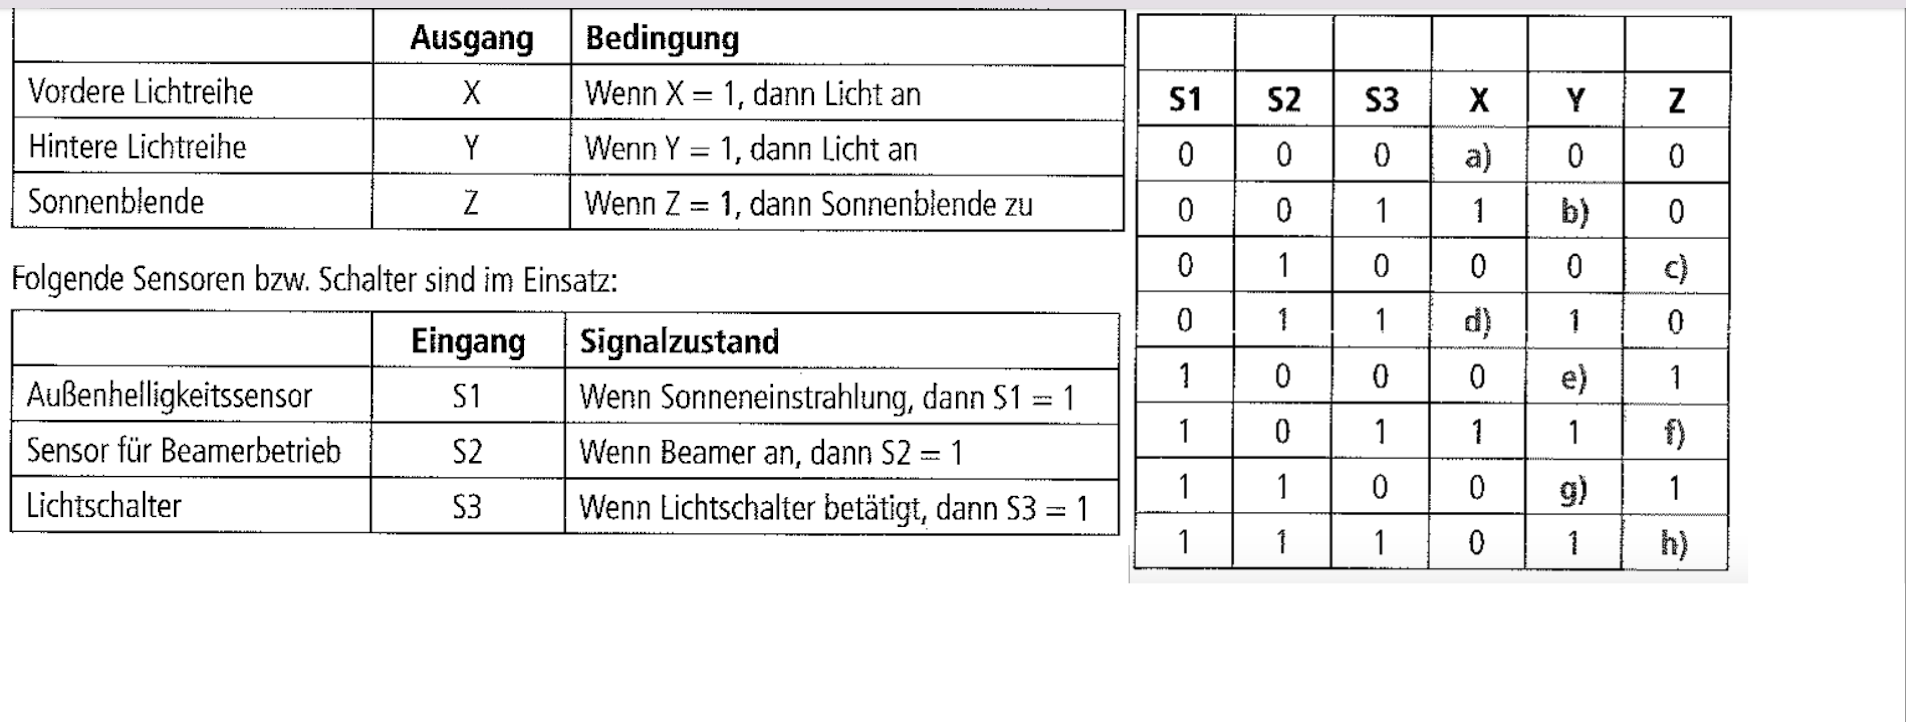 Ausgang Bedingung
Vordere Lichtreihe X Wenn X = 1, dann Licht an
Hintere Lichtreihe Y Wenn Y = 1, dann Licht an
Sonnenblende Z Wenn Z = 1, dann Sonnenblende zu
Folgende Sensoren bzw. Schalter sind im Einsatz:
Eingang Signalzustand
Außenhelligkeitssensor S1 Wenn Sonneneinstrahlung, dann S1 = 1
Sensor für Beamerbetrieb S2 Wenn Beamer an, dann S2 = 1
Lichtschalter S3 Wenn Lichtschalter betätigt, dann S3 = 1
S1 S2 S3 X Y Z
0 0 0 a) 0 0
0 0 1 1 b) 0
0 1 0 0 0 c)
0 1 1 d) 1 0
1 0 0 0 e) 1
1 0 1 1 1 f)
1 1 0 0 g) 1
1 1 1 0 1 h)